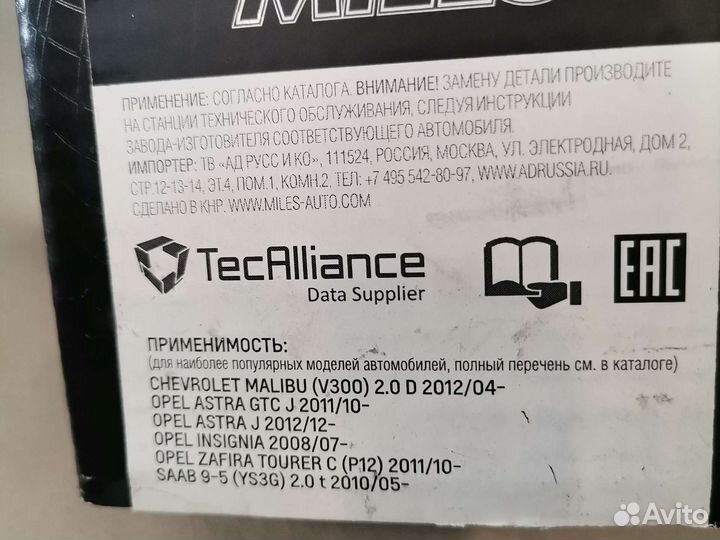 MILES
ПРИМЕНЕНИЕ: СОГЛАСНО КАТАЛОГА. ВНИМАНИЕ! ЗАМЕНУ ДЕТАЛИ ПРОИЗВОДИТЕ
НА СТАНЦИИ ТЕХНИЧЕСКОГО ОБСЛУЖИВАНИЯ, СЛЕДУЯ ИНСТРУКЦИИ
ЗАВОДА-ИЗГОТОВИТЕЛЯ СООТВЕТСТВУЮЩЕГО АВТОМОБИЛЯ.
ИМПОРТЕР: ТВ «АД РУСС И КО», 111524, РОССИЯ, МОСКВА, УЛ. ЭЛЕКТРОДНАЯ, ДОМ 2,
СТР.12-13-14, ЭТ.4, ПОМ.1, КОМН.2, ТЕЛ: +7 495 542-80-97, WWW.ADRUSSIA.RU.
СДЕЛАНО В КНР. WWW.MILES-AUTO.COM
TecAlliance
Data Supplier
EAC
ПРИМЕНИМОСТЬ:
(для наиболее популярных моделей автомобилей, полный перечень см. в каталоге)
CHEVROLET MALIBU (V300) 2.0 D 2012/04-
OPEL ASTRA GTC J 2011/10-
OPEL ASTRA J 2012/12-
OPEL INSIGNIA 2008/07-
OPEL ZAFIRA TOURER C (P12) 2011/10-
SAAB 9-5 (YS3G) 2.0 t 2010/05-
Avito